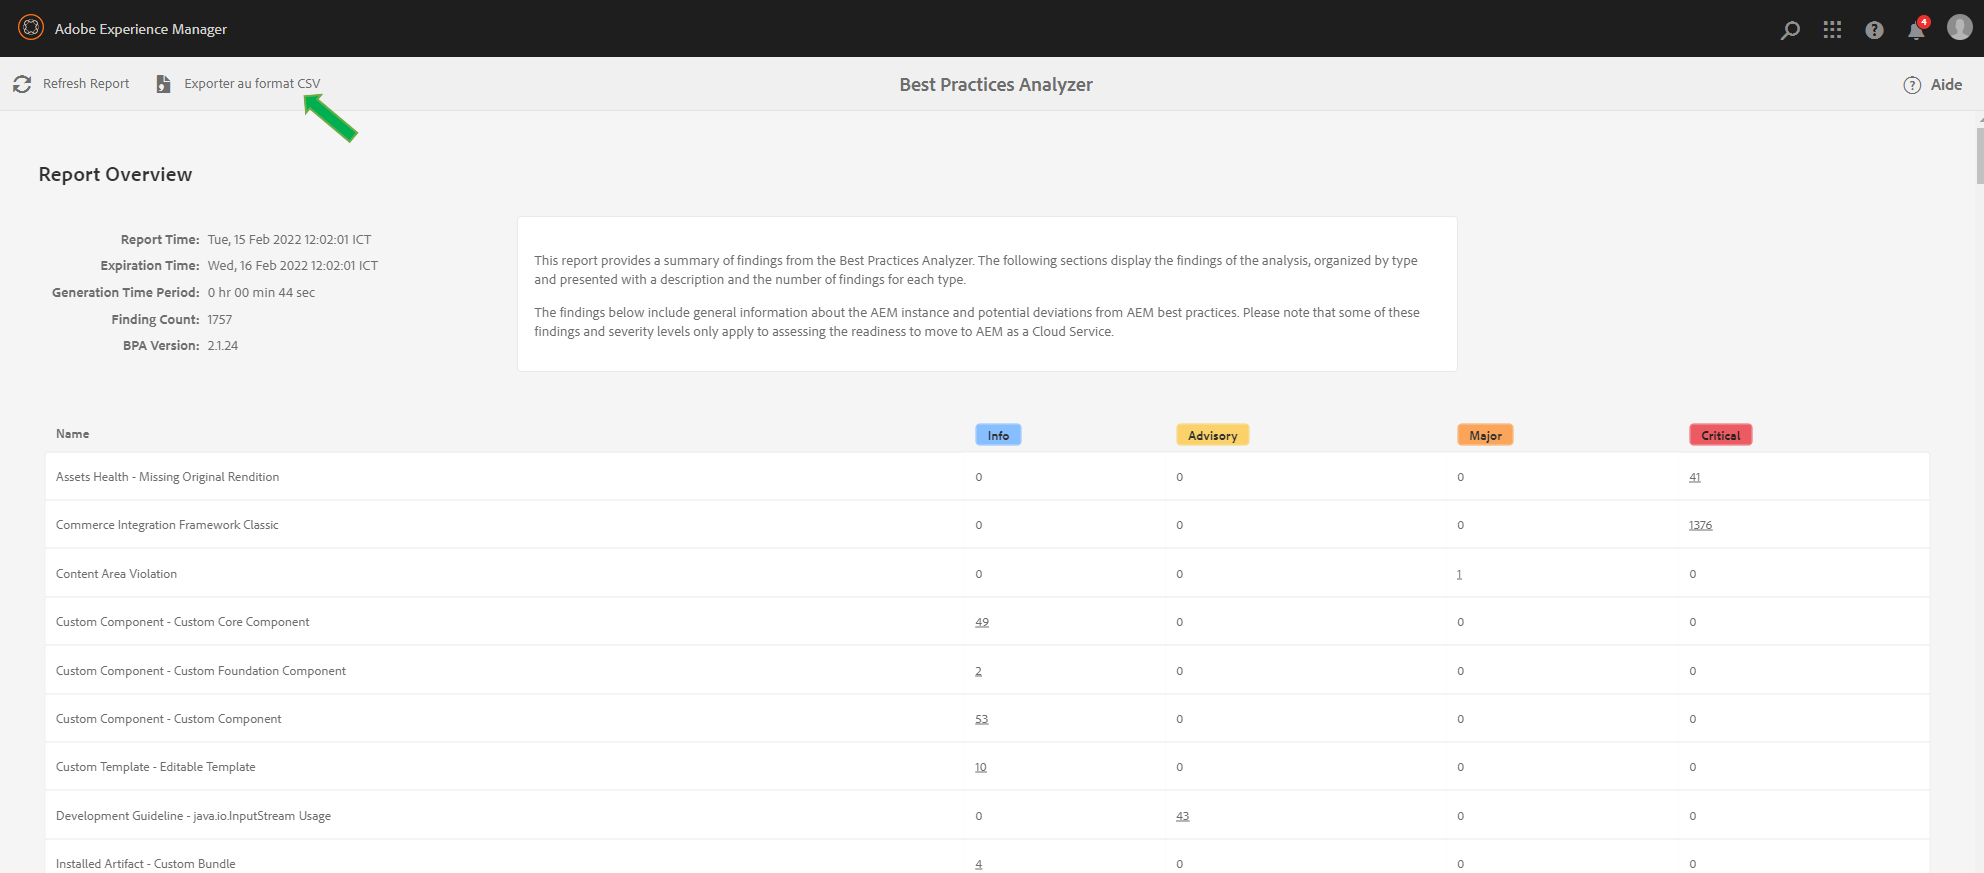 Adobe Experience Manager
4
Refresh Report Exporter au format CSV Best Practices Analyzer Aide
Report Overview
Report Time: Tue, 15 Feb 2022 12:02:01 ICT
Expiration Time: Wed, 16 Feb 2022 12:02:01 ICT
Generation Time Period: 0 hr 00 min 44 sec
Finding Count: 1757
BPA Version: 2.1.24
This report provides a summary of findings from the Best Practices Analyzer. The following sections display the findings of the analysis, organized by type
and presented with a description and the number of findings for each type.
The findings below include general information about the AEM instance and potential deviations from AEM best practices. Please note that some of these
findings and severity levels only apply to assessing the readiness to move to AEM as a Cloud Service.
Name Info Advisory Major Critical
Assets Health - Missing Original Rendition 0 0 0 41
Commerce Integration Framework Classic 0 0 0 1376
Content Area Violation 0 0 1 0
Custom Component - Custom Core Component 49 0 0 0
Custom Component - Custom Foundation Component 2 0 0 0
Custom Component - Custom Component 53 0 0 0
Custom Template - Editable Template 10 0 0 0
Development Guideline - java.io.InputStream Usage 0 43 0 0
Installed Artifact - Custom Bundle 4 0 0 0